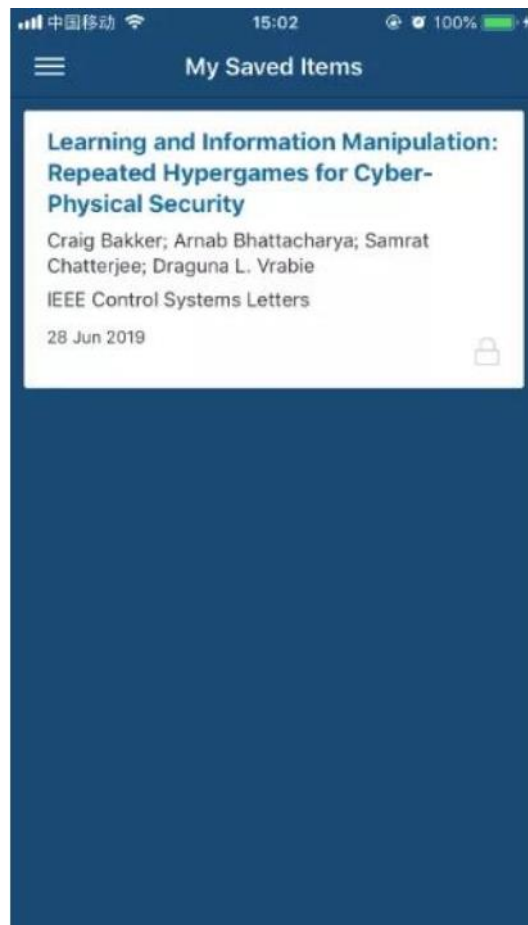 中国移动 15:02 100%
My Saved Items
Learning and Information Manipulation:
Repeated Hypergames for Cyber-
Physical Security
Craig Bakker; Arnab Bhattacharya; Samrat
Chatterjee; Draguna L. Vrabie
IEEE Control Systems Letters
28 Jun 2019